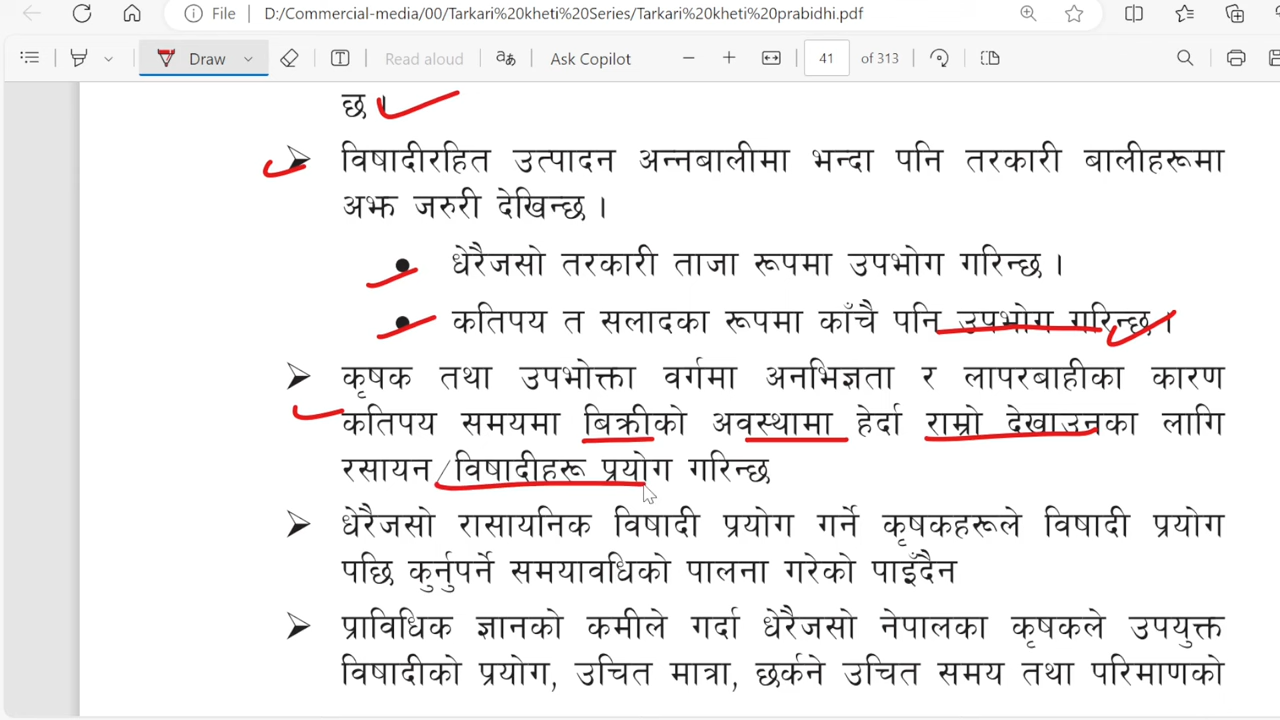 File D:/Commercial-media/00/Tarkari%20kheti%20Series/Tarkari%20kheti%20prabidhi.pdf
Draw Read aloud aあ Ask Copilot 41 of 313
छ ।
विषादीरहित उत्पादन अन्नबालीमा भन्दा पनि तरकारी बालीहरूमा
अझ जरुरी देखिन्छ ।
● धेरैजसो तरकारी ताजा रूपमा उपभोग गरिन्छ ।
● कतिपय त सलादका रूपमा काँचै पनि उपभोग गरिन्छ ।
कृषक तथा उपभोक्ता वर्गमा अनभिज्ञता र लापरबाहीका कारण
कतिपय समयमा बिक्रीको अवस्थामा हेर्दा राम्रो देखाउनका लागि
रसायन/विषादीहरू प्रयोग गरिन्छ
धेरैजसो रासायनिक विषादी प्रयोग गर्ने कृषकहरूले विषादी प्रयोग
पछि कुर्नुपर्ने समयावधिको पालना गरेको पाइँदैन
प्राविधिक ज्ञानको कमीले गर्दा धेरैजसो नेपालका कृषकले उपयुक्त
विषादीको प्रयोग, उचित मात्रा, छर्कने उचित समय तथा परिमाणको